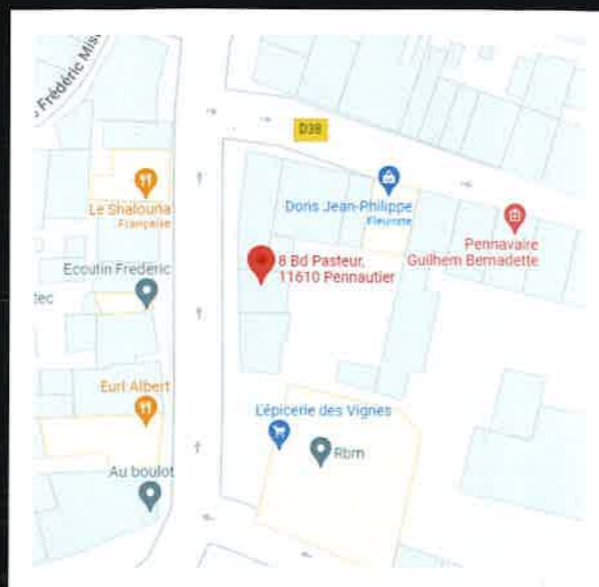 Frédéric Mis
D38
Le Shalouna
Française
Doris Jean-Philippe
Fleuriste
Pennavaire
Guilhem Bernadette
8 Bd Pasteur,
11610 Pennautier
Ecoutin Frederic
tec
Eurl Albert
L'épicerie des Vignes
Rbm
Au boulot